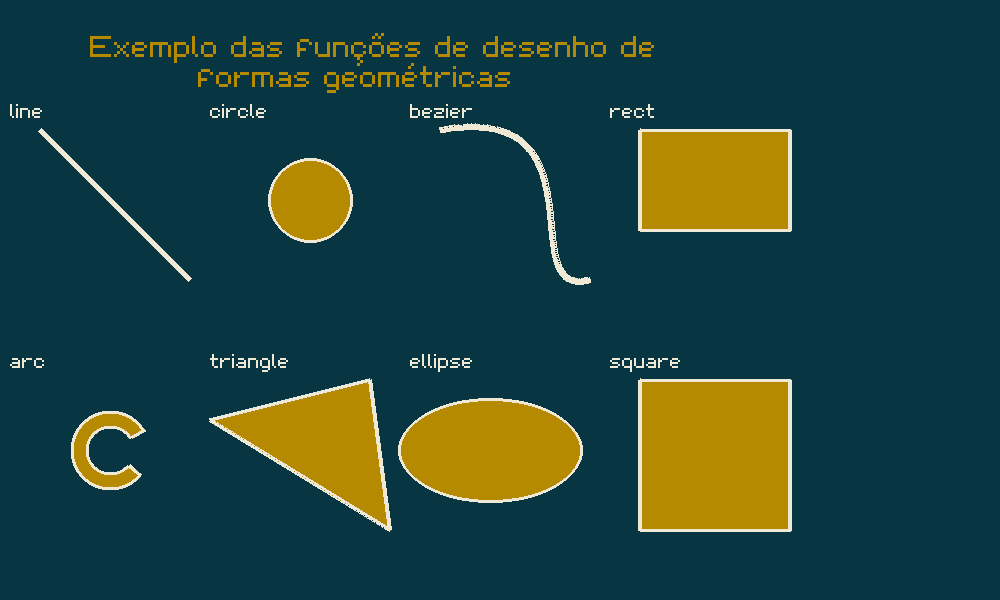 Exemplo das funções de desenho de
formas geométricas
line
circle
bezier
rect
arc
triangle
ellipse
square